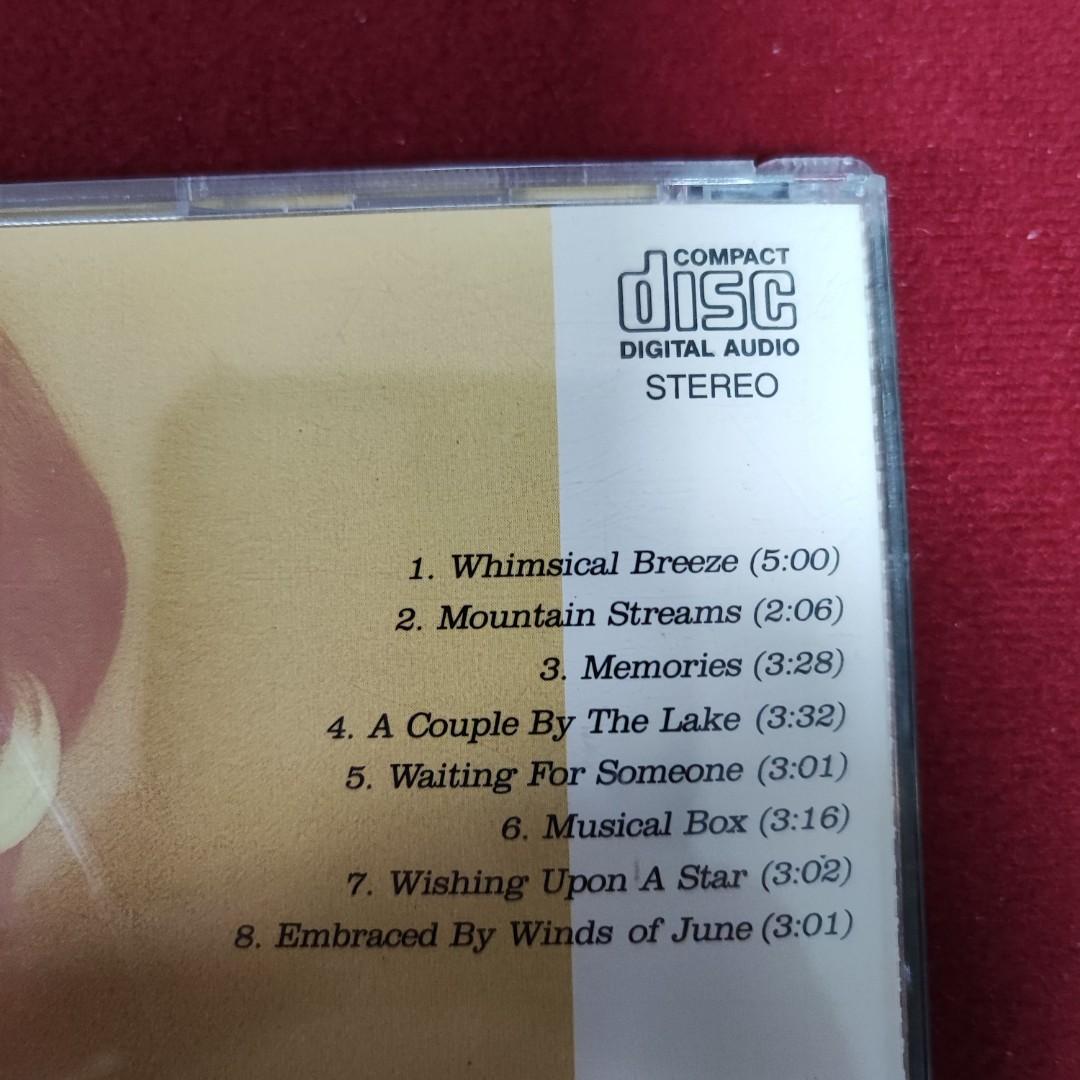 COMPACT
disc
DIGITAL AUDIO
STEREO
1. Whimsical Breeze (5:00)
2. Mountain Streams (2:06)
3. Memories (3:28)
4. A Couple By The Lake (3:32)
5. Waiting For Someone (3:01)
6. Musical Box (3:16)
7. Wishing Upon A Star (3:02)
8. Embraced By Winds of June (3:01)